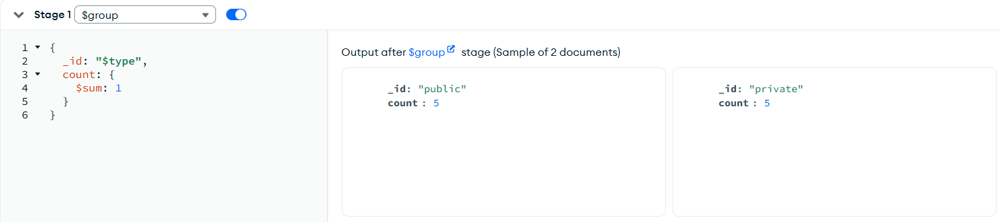 Stage 1 $group
1 {
2 _id: "$type",
3 count: {
4 $sum: 1
5 }
6 }
Output after $group stage (Sample of 2 documents)
_id: "public"
count : 5
_id: "private"
count : 5